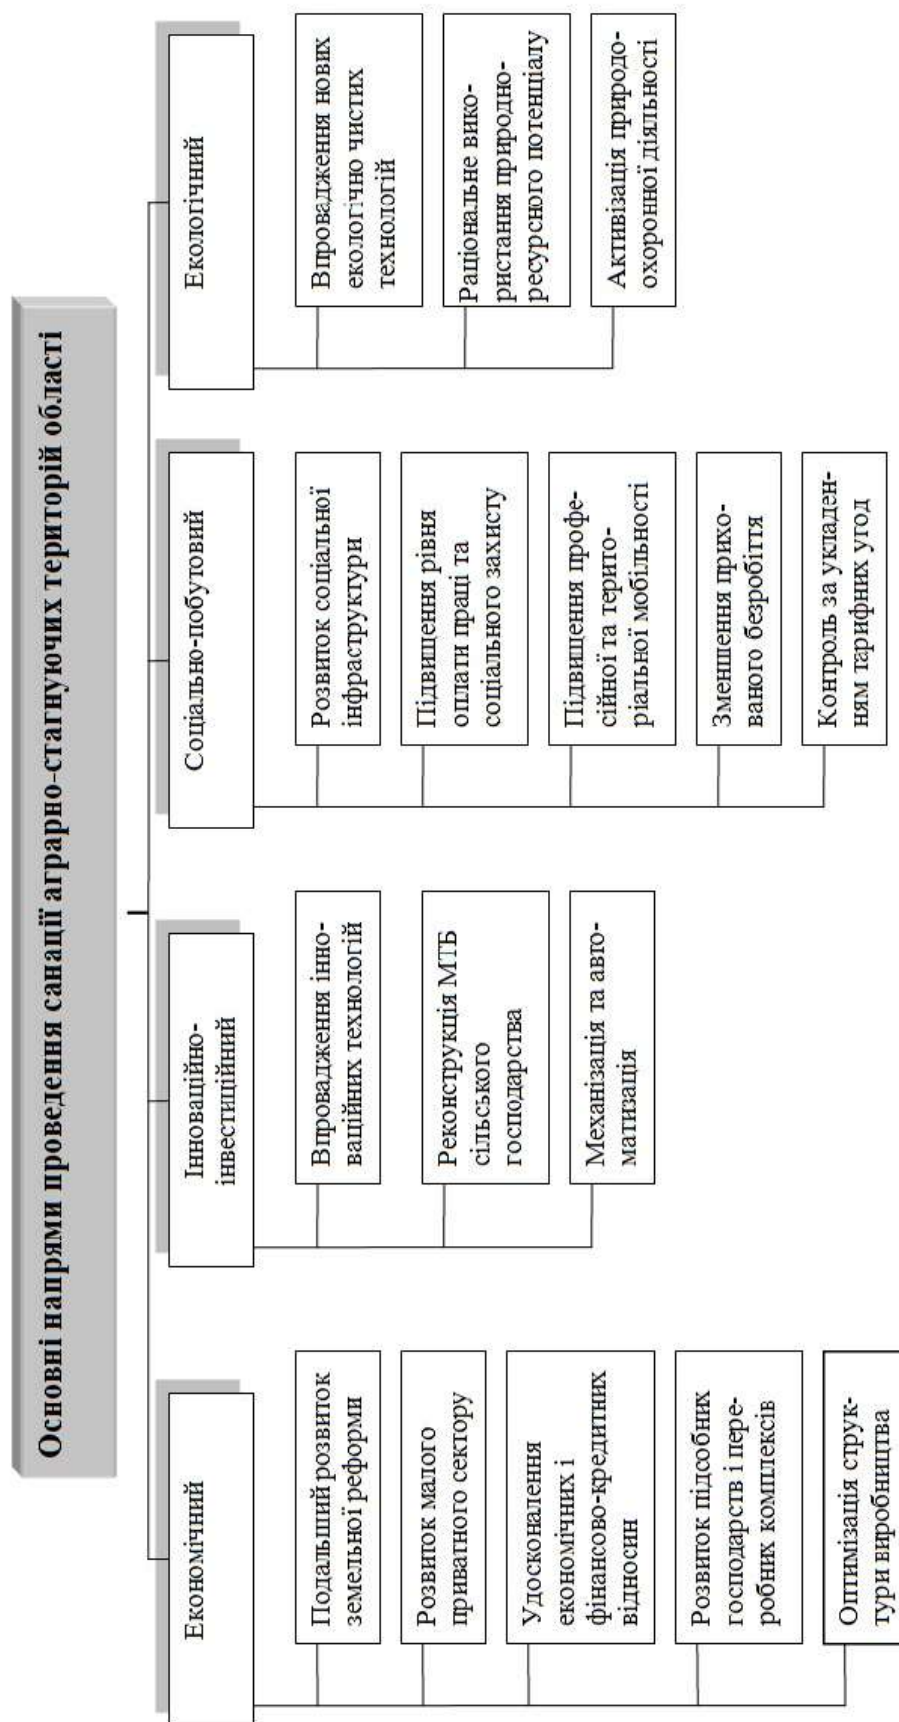 Основні напрями проведення санації аграрно-стагнуючих територій області
Економічний
Подальший розвиток
земельної реформи
Розвиток малого
приватного сектору
Удосконалення
економічних і
фінансово-кредитних
відносин
Розвиток підсобних
господарств і пере-
робних комплексів
Оптимізація струк-
тури виробництва
Інноваційно-
інвестиційний
Впровадження інно-
ваційних технологій
Реконструкція МТБ
сільського
господарства
Механізація та авто-
матизація
Соціально-побутовий
Розвиток соціальної
інфраструктури
Підвищення рівня
оплати праці та
соціального захисту
Підвищення профе-
сійної та терито-
ріальної мобільності
Зменшення прихо-
ваного безробіття
Контроль за укладен-
ням тарифних угод
Екологічний
Впровадження нових
екологічно чистих
технологій
Раціональне вико-
ристання природно-
ресурсного потенціалу
Активізація природо-
охоронної діяльності